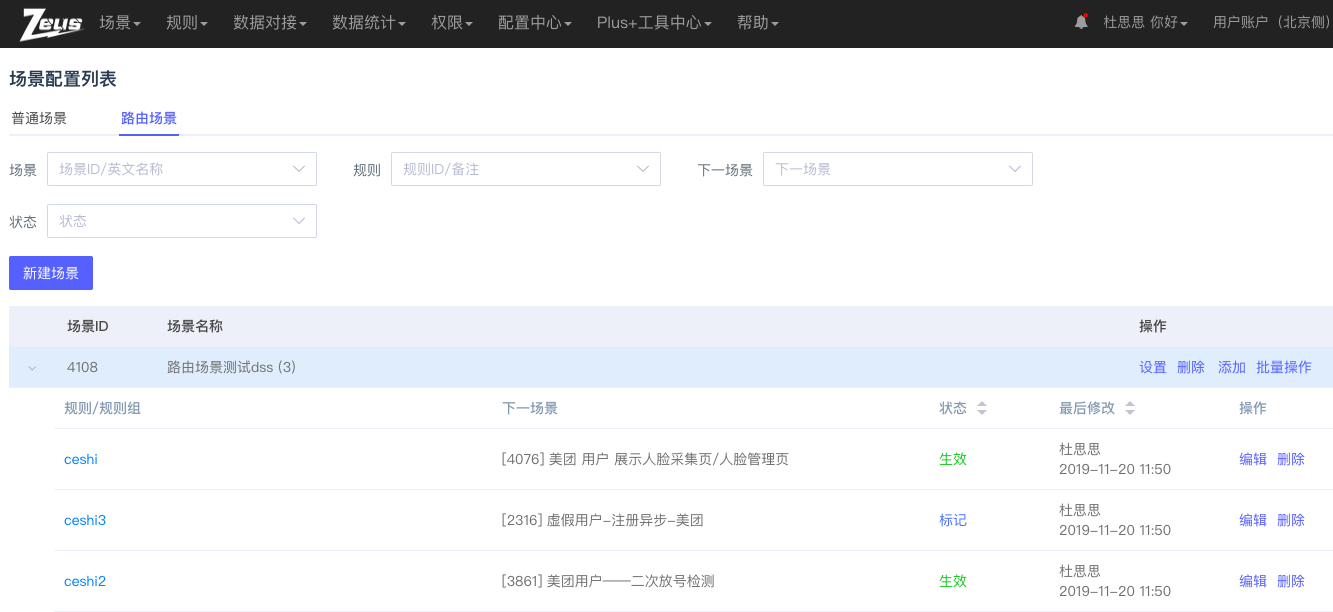 Zeus 场景 规则 数据对接 数据统计 权限 配置中心 Plus+工具中心 帮助 杜思思 你好 用户账户（北京侧）
场景配置列表
普通场景 路由场景
场景 场景ID/英文名称 规则 规则ID/备注 下一场景 下一场景
状态 状态
新建场景
场景ID 场景名称 操作
4108 路由场景测试dss (3) 设置 删除 添加 批量操作
规则/规则组 下一场景 状态 最后修改 操作
ceshi [4076] 美团 用户 展示人脸采集页/人脸管理页 生效 杜思思 编辑 删除
2019-11-20 11:50
ceshi3 [2316] 虚假用户-注册异步-美团 标记 杜思思 编辑 删除
2019-11-20 11:50
ceshi2 [3861] 美团用户——二次放号检测 生效 杜思思 编辑 删除
2019-11-20 11:50